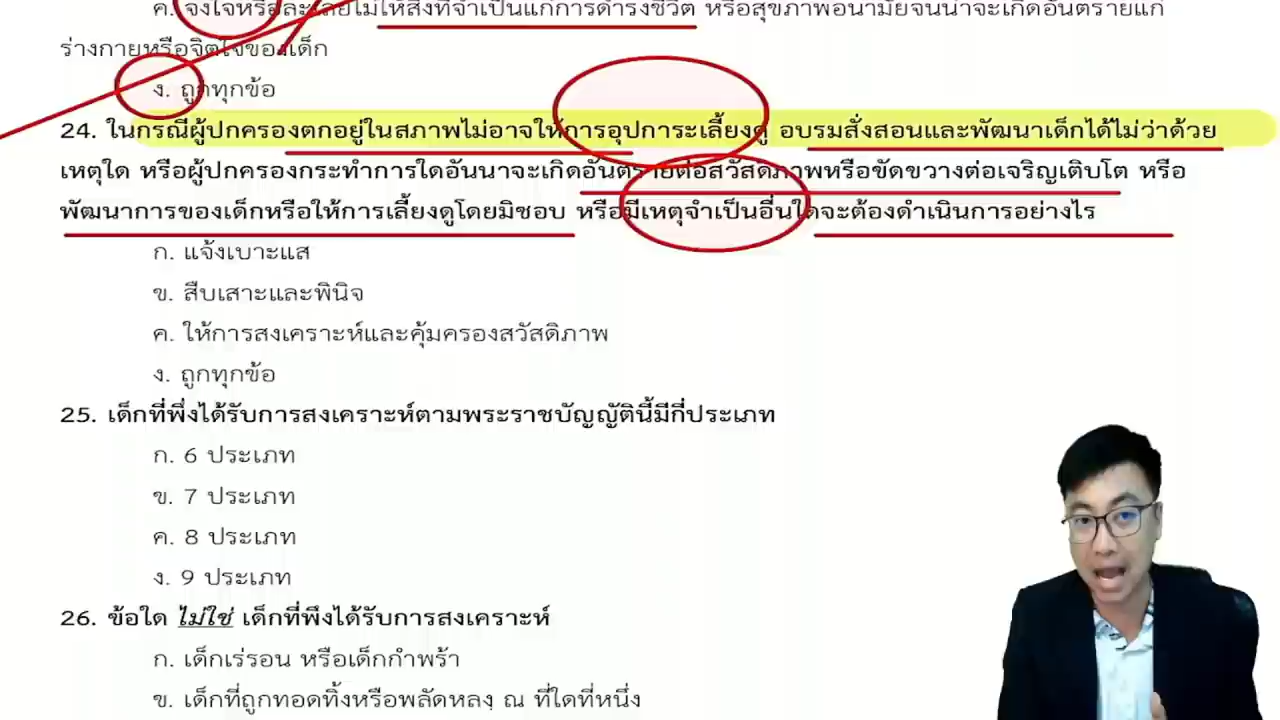 ค. จงใจหรือละเลยไม่ให้สิ่งที่จำเป็นแก่การดำรงชีวิต หรือสุขภาพอนามัยจนน่าจะเกิดอันตรายแก่
ร่างกายหรือจิตใจของเด็ก
ง. ถูกทุกข้อ
24. ในกรณีผู้ปกครองตกอยู่ในสภาพไม่อาจให้การอุปการะเลี้ยงดู อบรมสั่งสอนและพัฒนาเด็กได้ไม่ว่าด้วย
เหตุใด หรือผู้ปกครองกระทำการใดอันน่าจะเกิดอันตรายต่อสวัสดิภาพหรือขัดขวางต่อเจริญเติบโต หรือ
พัฒนาการของเด็กหรือให้การเลี้ยงดูโดยมิชอบ หรือมีเหตุจำเป็นอื่นใดจะต้องดำเนินการอย่างไร
ก. แจ้งเบาะแส
ข. สืบเสาะและพินิจ
ค. ให้การสงเคราะห์และคุ้มครองสวัสดิภาพ
ง. ถูกทุกข้อ
25. เด็กที่พึ่งได้รับการสงเคราะห์ตามพระราชบัญญัตินี้มีกี่ประเภท
ก. 6 ประเภท
ข. 7 ประเภท
ค. 8 ประเภท
ง. 9 ประเภท
26. ข้อใด ไม่ใช่ เด็กที่พึงได้รับการสงเคราะห์
ก. เด็กเร่รอน หรือเด็กกำพร้า
ข. เด็กที่ถูกทอดทิ้งหรือพลัดหลง ณ ที่ใดที่หนึ่ง